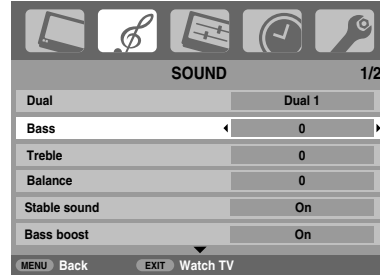 SOUND 1/2
Dual Dual 1
Bass 0
Treble 0
Balance 0
Stable sound On
Bass boost On
MENU Back EXIT Watch TV